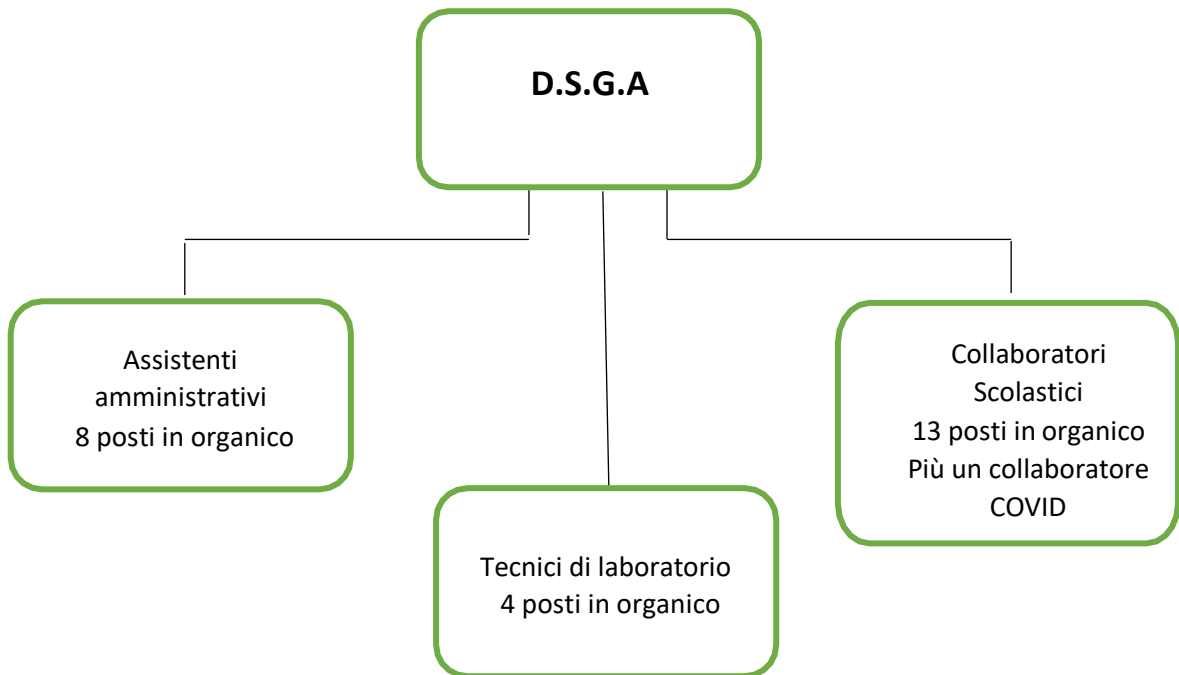 D.S.G.A
Assistenti
amministrativi
8 posti in organico
Tecnici di laboratorio
4 posti in organico
Collaboratori
Scolastici
13 posti in organico
Più un collaboratore
COVID